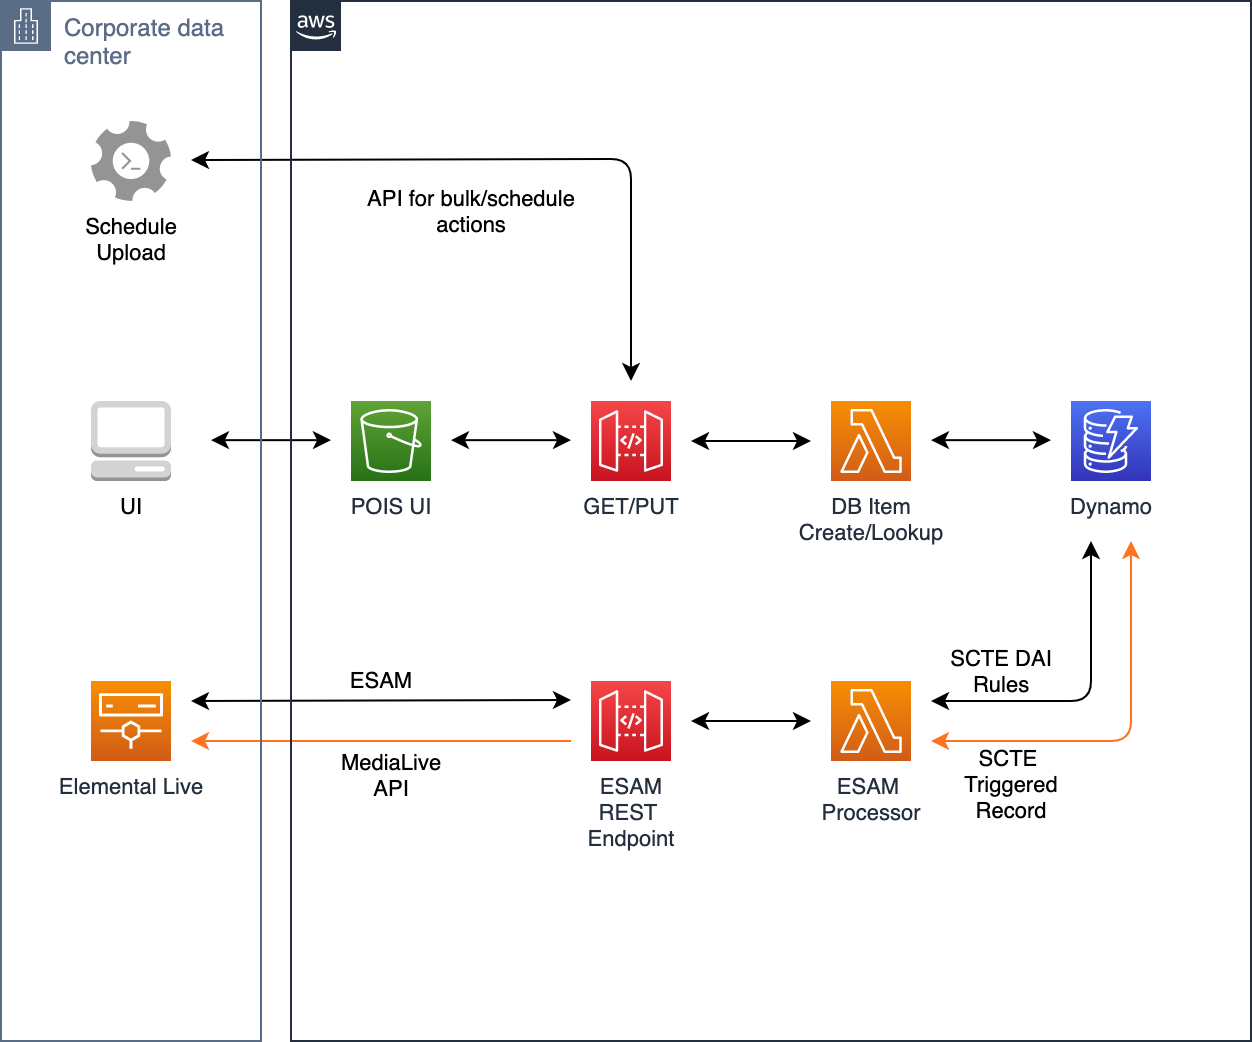 Corporate data
center
aws
Schedule
Upload
API for bulk/schedule
actions
UI
POIS UI
GET/PUT
DB Item
Create/Lookup
Dynamo
SCTE DAI
Rules
ESAM
MediaLive
API
Elemental Live
ESAM
REST
Endpoint
ESAM
Processor
SCTE
Triggered
Record